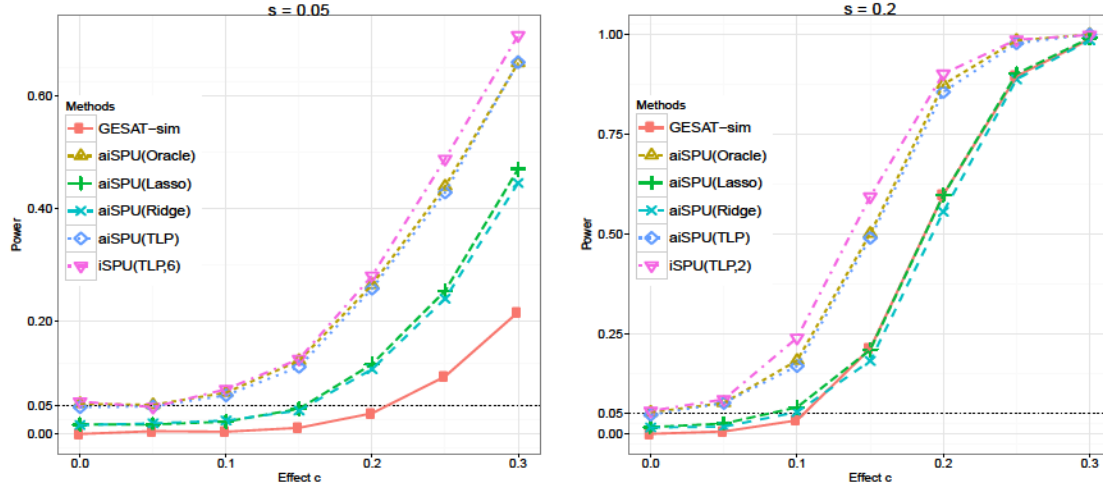 s = 0.05
Power
0.60
0.40
0.20
0.05
0.00
Methods
GESAT-sim
aiSPU(Oracle)
aiSPU(Lasso)
aiSPU(Ridge)
aiSPU(TLP)
iSPU(TLP,6)
0.0 0.1 0.2 0.3
Effect c
s = 0.2
Power
1.00
0.75
0.50
0.25
0.05
0.00
Methods
GESAT-sim
aiSPU(Oracle)
aiSPU(Lasso)
aiSPU(Ridge)
aiSPU(TLP)
iSPU(TLP,2)
0.0 0.1 0.2 0.3
Effect c